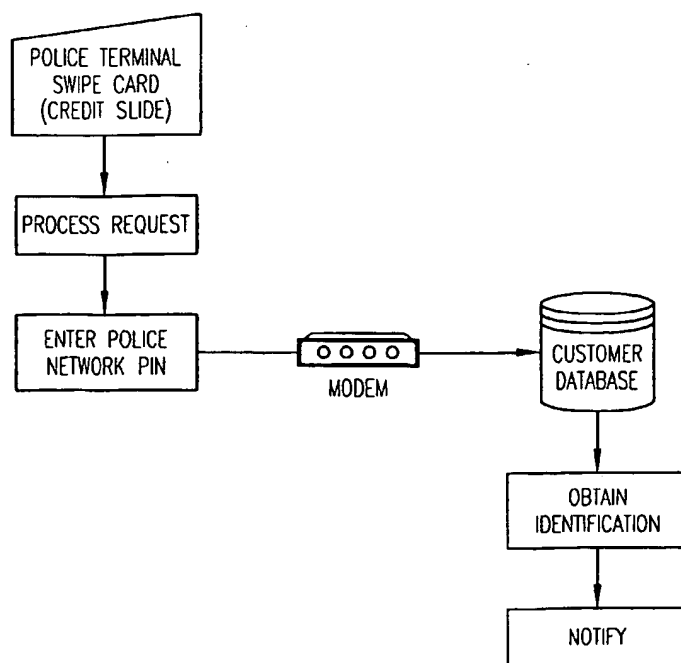 POLICE TERMINAL
SWIPE CARD
(CREDIT SLIDE)
PROCESS REQUEST
ENTER POLICE
NETWORK PIN
MODEM
CUSTOMER
DATABASE
OBTAIN
IDENTIFICATION
NOTIFY